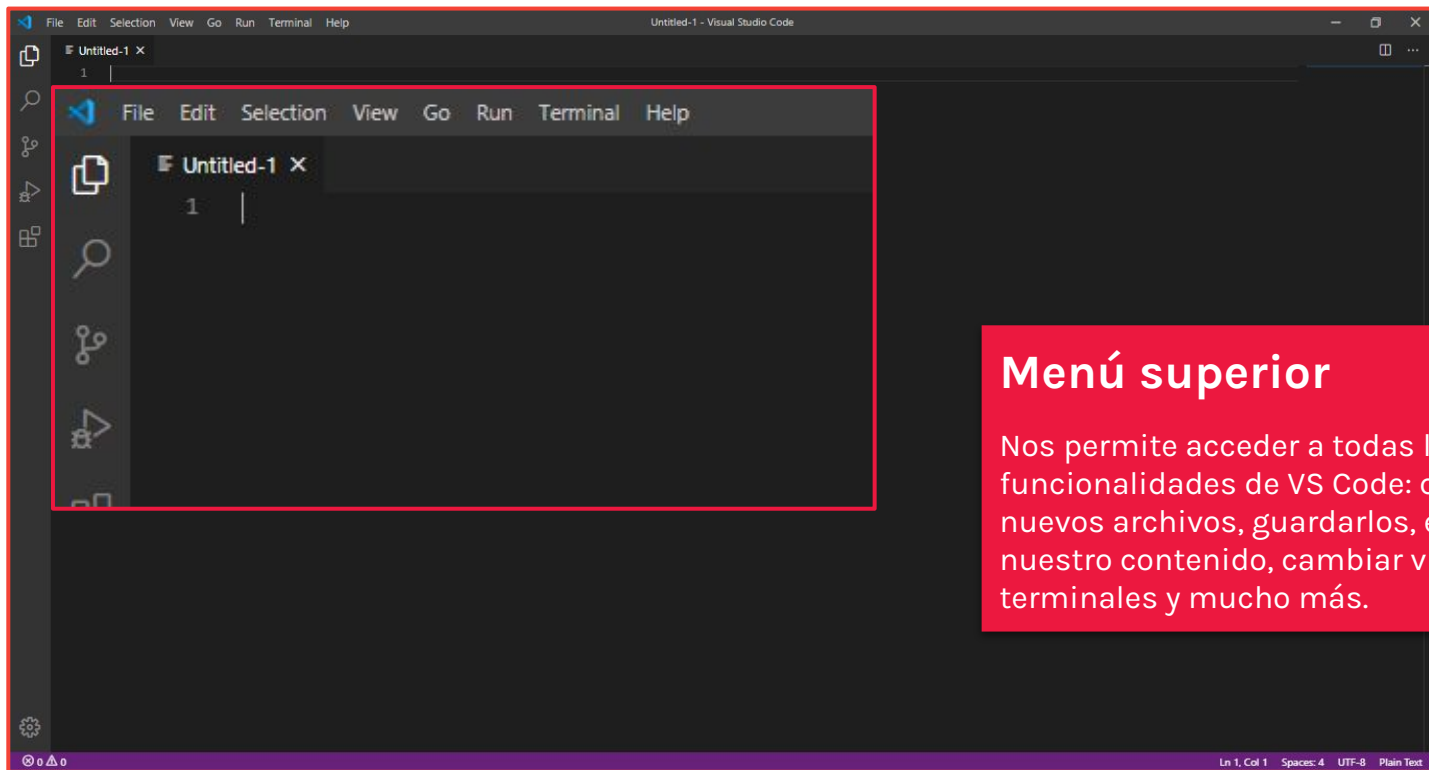 File Edit Selection View Go Run Terminal Help Untitled-1 - Visual Studio Code
Untitled-1
1
File Edit Selection View Go Run Terminal Help
Untitled-1
1
Menú superior
Nos permite acceder a todas
funcionalidades de VS Code:
nuevos archivos, guardarlos,
nuestro contenido, cambiar
terminales y mucho más.
0 0 Ln 1, Col 1 Spaces: 4 UTF-8 Plain Text